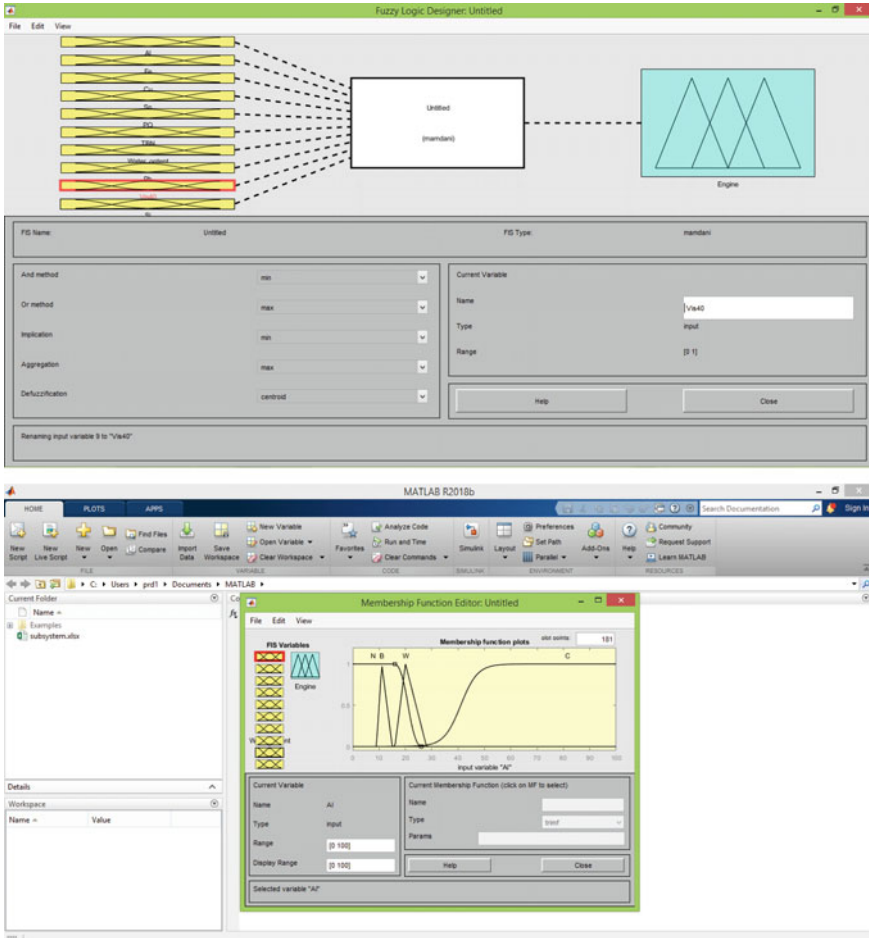 Fuzzy Logic Designer: Untitled
File Edit View
Al
Fe
Cu
PQ
TBN
Vis40
Untitled
(mamdani)
Engine
FIS Name: Untitled FIS Type: mamdani
And method min
Or method max
Implication min
Aggregation max
Defuzzification centroid
Current Variable
Name Vis40
Type input
Range [0 1]
Help Close
Renaming input variable 9 to "Vis40"
MATLAB R2018b
HOME PLOTS APPS
Search Documentation
Sign In
New Script
New Live Script
New
Open
Find Files
Compare
Import Data
Save Workspace
New Variable
Open Variable
Clear Workspace
Favorites
Analyze Code
Run and Time
Clear Commands
Simulink
Layout
Preferences
Set Path
Parallel
Add-Ons
Help
Community
Request Support
Learn MATLAB
FILE VARIABLE CODE SIMULINK ENVIRONMENT RESOURCES
C: Users prd1 Documents MATLAB
Current Folder
Name
Examples
subsystem.xlsx
Details
Workspace
Name Value
Co
fx
Membership Function Editor: Untitled
File Edit View
FIS Variables
Engine
Membership function plots plot points: 181
N B W C
1
0.5
0
0 10 20 30 40 50 60 70 80 90 100
input variable "Al"
Current Variable
Name Al
Type input
Range [0 100]
Display Range [0 100]
Current Membership Function (click on MF to select)
Name
Type trimf
Params
Help Close
Selected variable "Al"